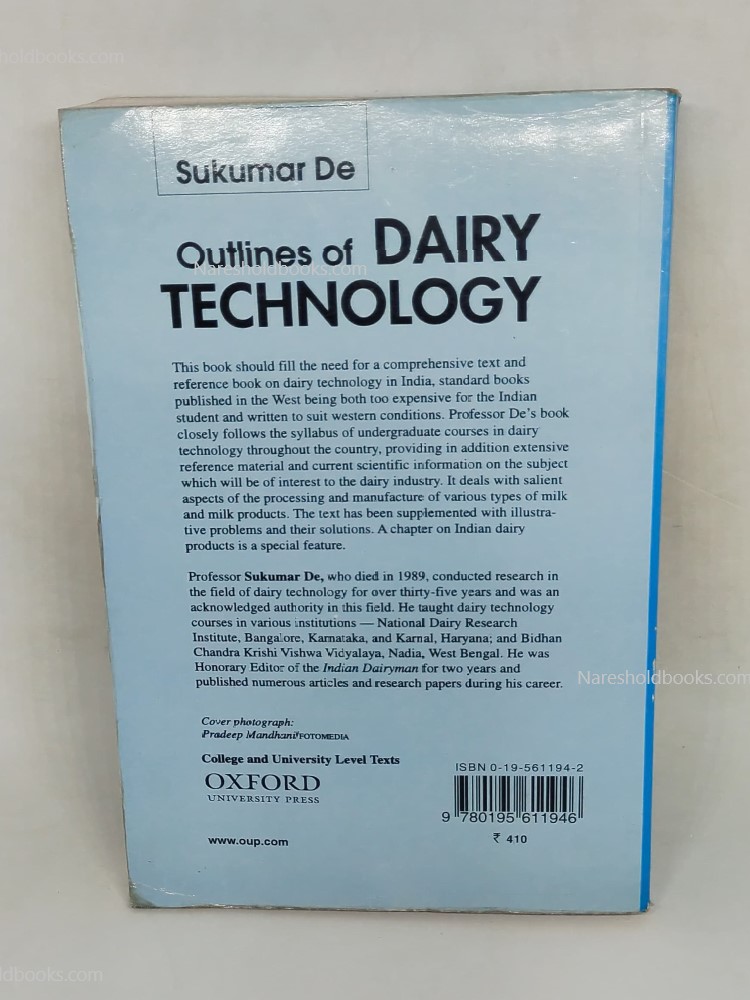 oldbooks.com
Sukumar De
Outlines of DAIRY
Naresholdbooks.com
TECHNOLOGY
This book should fill the need for a comprehensive text and
reference book on dairy technology in India, standard books
published in the West being both too expensive for the Indian
student and written to suit western conditions. Professor De's book
closely follows the syllabus of undergraduate courses in dairy
technology throughout the country, providing in addition extensive
reference material and current scientific information on the subject
which will be of interest to the dairy industry. It deals with salient
aspects of the processing and manufacture of various types of milk
and milk products. The text has been supplemented with illustra-
tive problems and their solutions. A chapter on Indian dairy
products is a special feature.
Professor Sukumar De, who died in 1989, conducted research in
the field of dairy technology for over thirty-five years and was an
acknowledged authority in this field. He taught dairy technology
courses in various institutions — National Dairy Research
Institute, Bangalore, Karnataka, and Karnal, Haryana; and Bidhan
Chandra Krishi Vishwa Vidyalaya, Nadia, West Bengal. He was
Honorary Editor of the Indian Dairyman for two years and
published numerous articles and research papers during his career.
Naresholdbooks.com
Cover photograph:
Pradeep Mandhani/FOTOMEDIA
College and University Level Texts
OXFORD
UNIVERSITY PRESS
www.oup.com
ISBN 0-19-561194-2
9 780195 611946
₹ 410
oldbooks.com